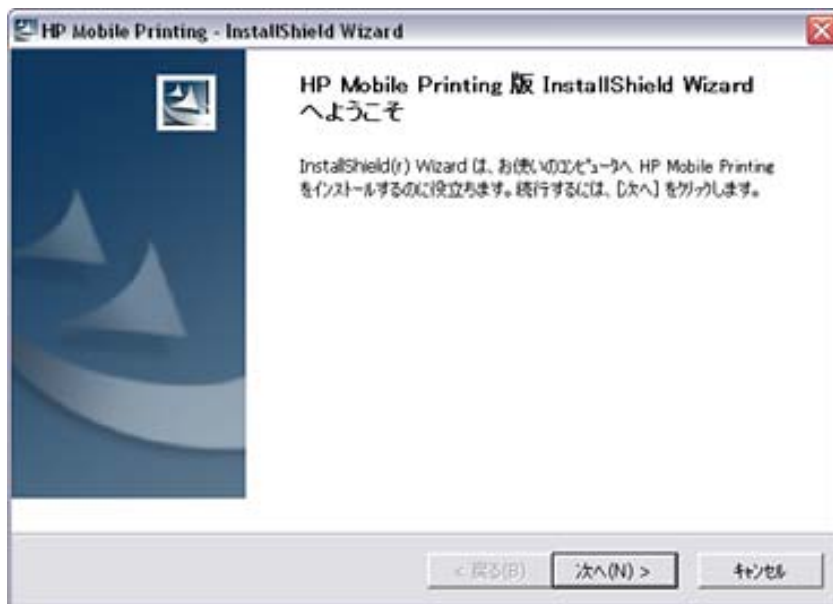 HP Mobile Printing - InstallShield Wizard
HP Mobile Printing 版 InstallShield Wizard
へようこそ
InstallShield(r) Wizard は、お使いのｺﾝﾋﾟｭｰﾀへ HP Mobile Printing
をｲﾝｽﾄｰﾙするのに役立ちます。続行するには、[次へ] をｸﾘｯｸします。
< 戻る(B)
次へ(N) >
ｷｬﾝｾﾙ